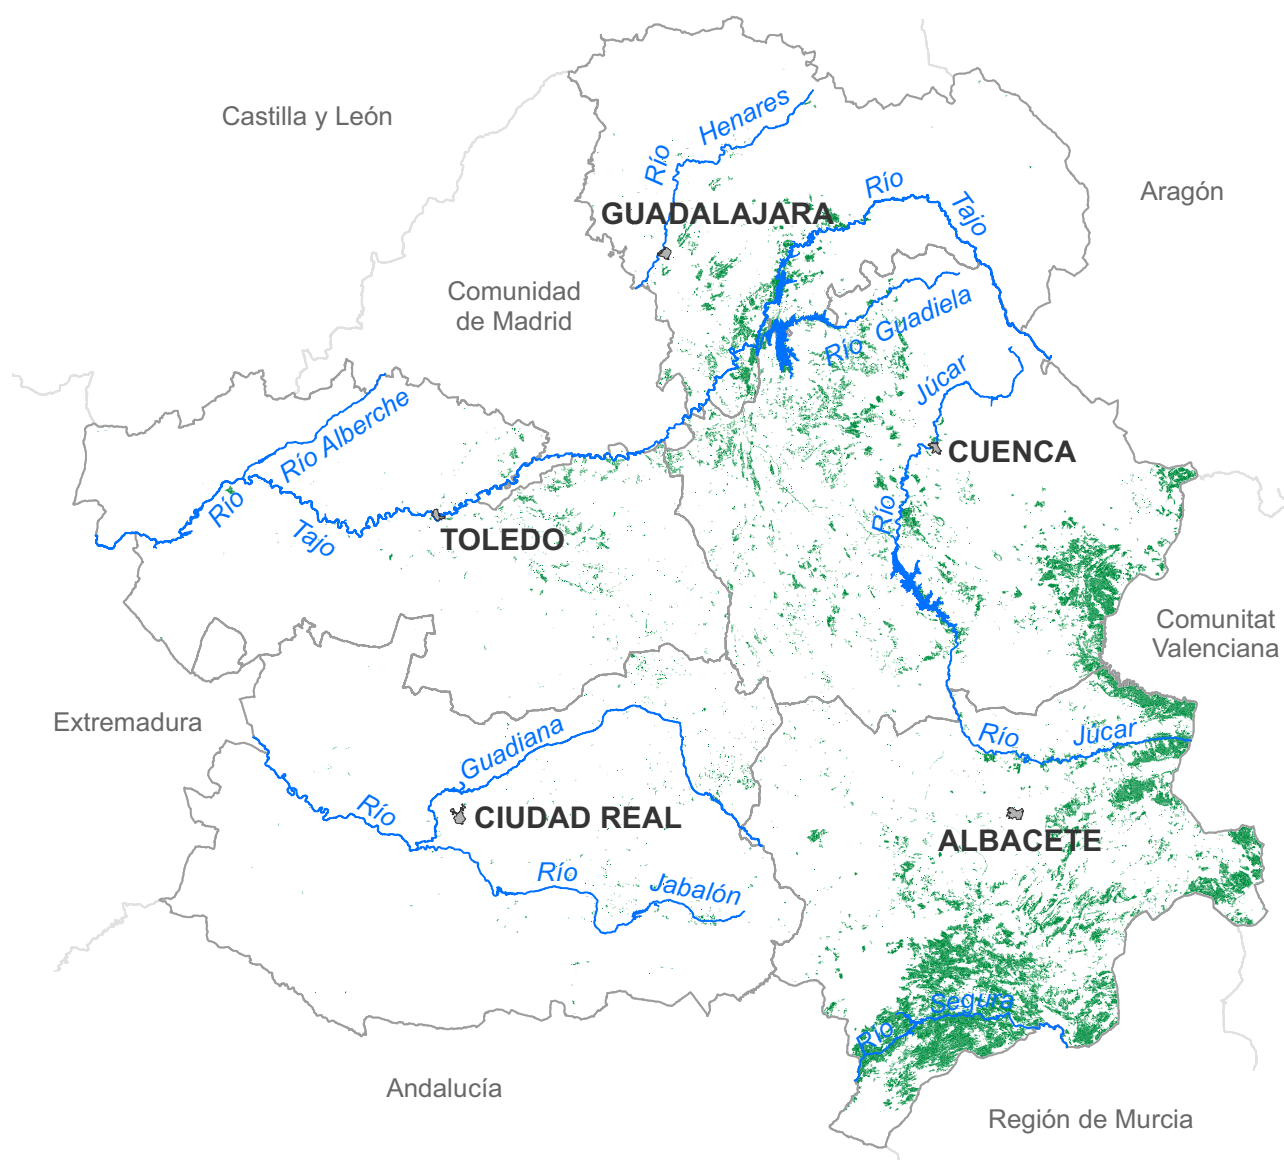 Castilla y León
Río Henares
Aragón
Río Tajo
GUADALAJARA
Comunidad
de Madrid
Río Guadiela
Júcar
Río Alberche
CUENCA
Río
Río
Tajo
TOLEDO
Comunitat
Valenciana
Extremadura
Guadiana
Río Júcar
Río
CIUDAD REAL
ALBACETE
Río Jabalón
Río Segura
Andalucía
Región de Murcia